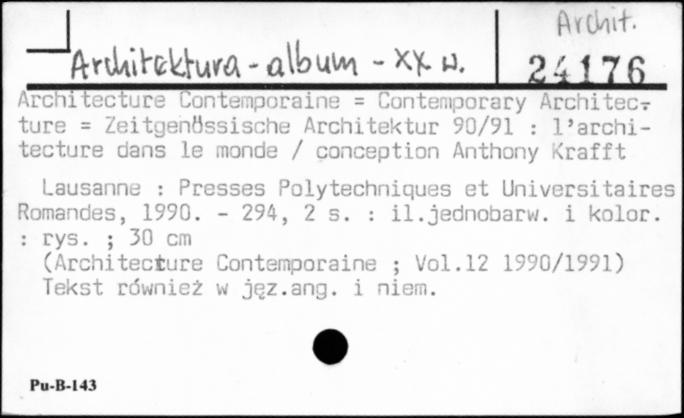 Archit.
Architektura - album - XX w.
24176
Architecture Contemporaine = Contemporary Architec-
ture = Zeitgenössische Architektur 90/91 : l'archi-
tecture dans le monde / conception Anthony Krafft
Lausanne : Presses Polytechniques et Universitaires
Romandes, 1990. - 294, 2 s. : il.jednobarw. i kolor.
: rys. ; 30 cm
(Architecture Contemporaine ; Vol.12 1990/1991)
Tekst również w jęz.ang. i niem.
Pu-B-143